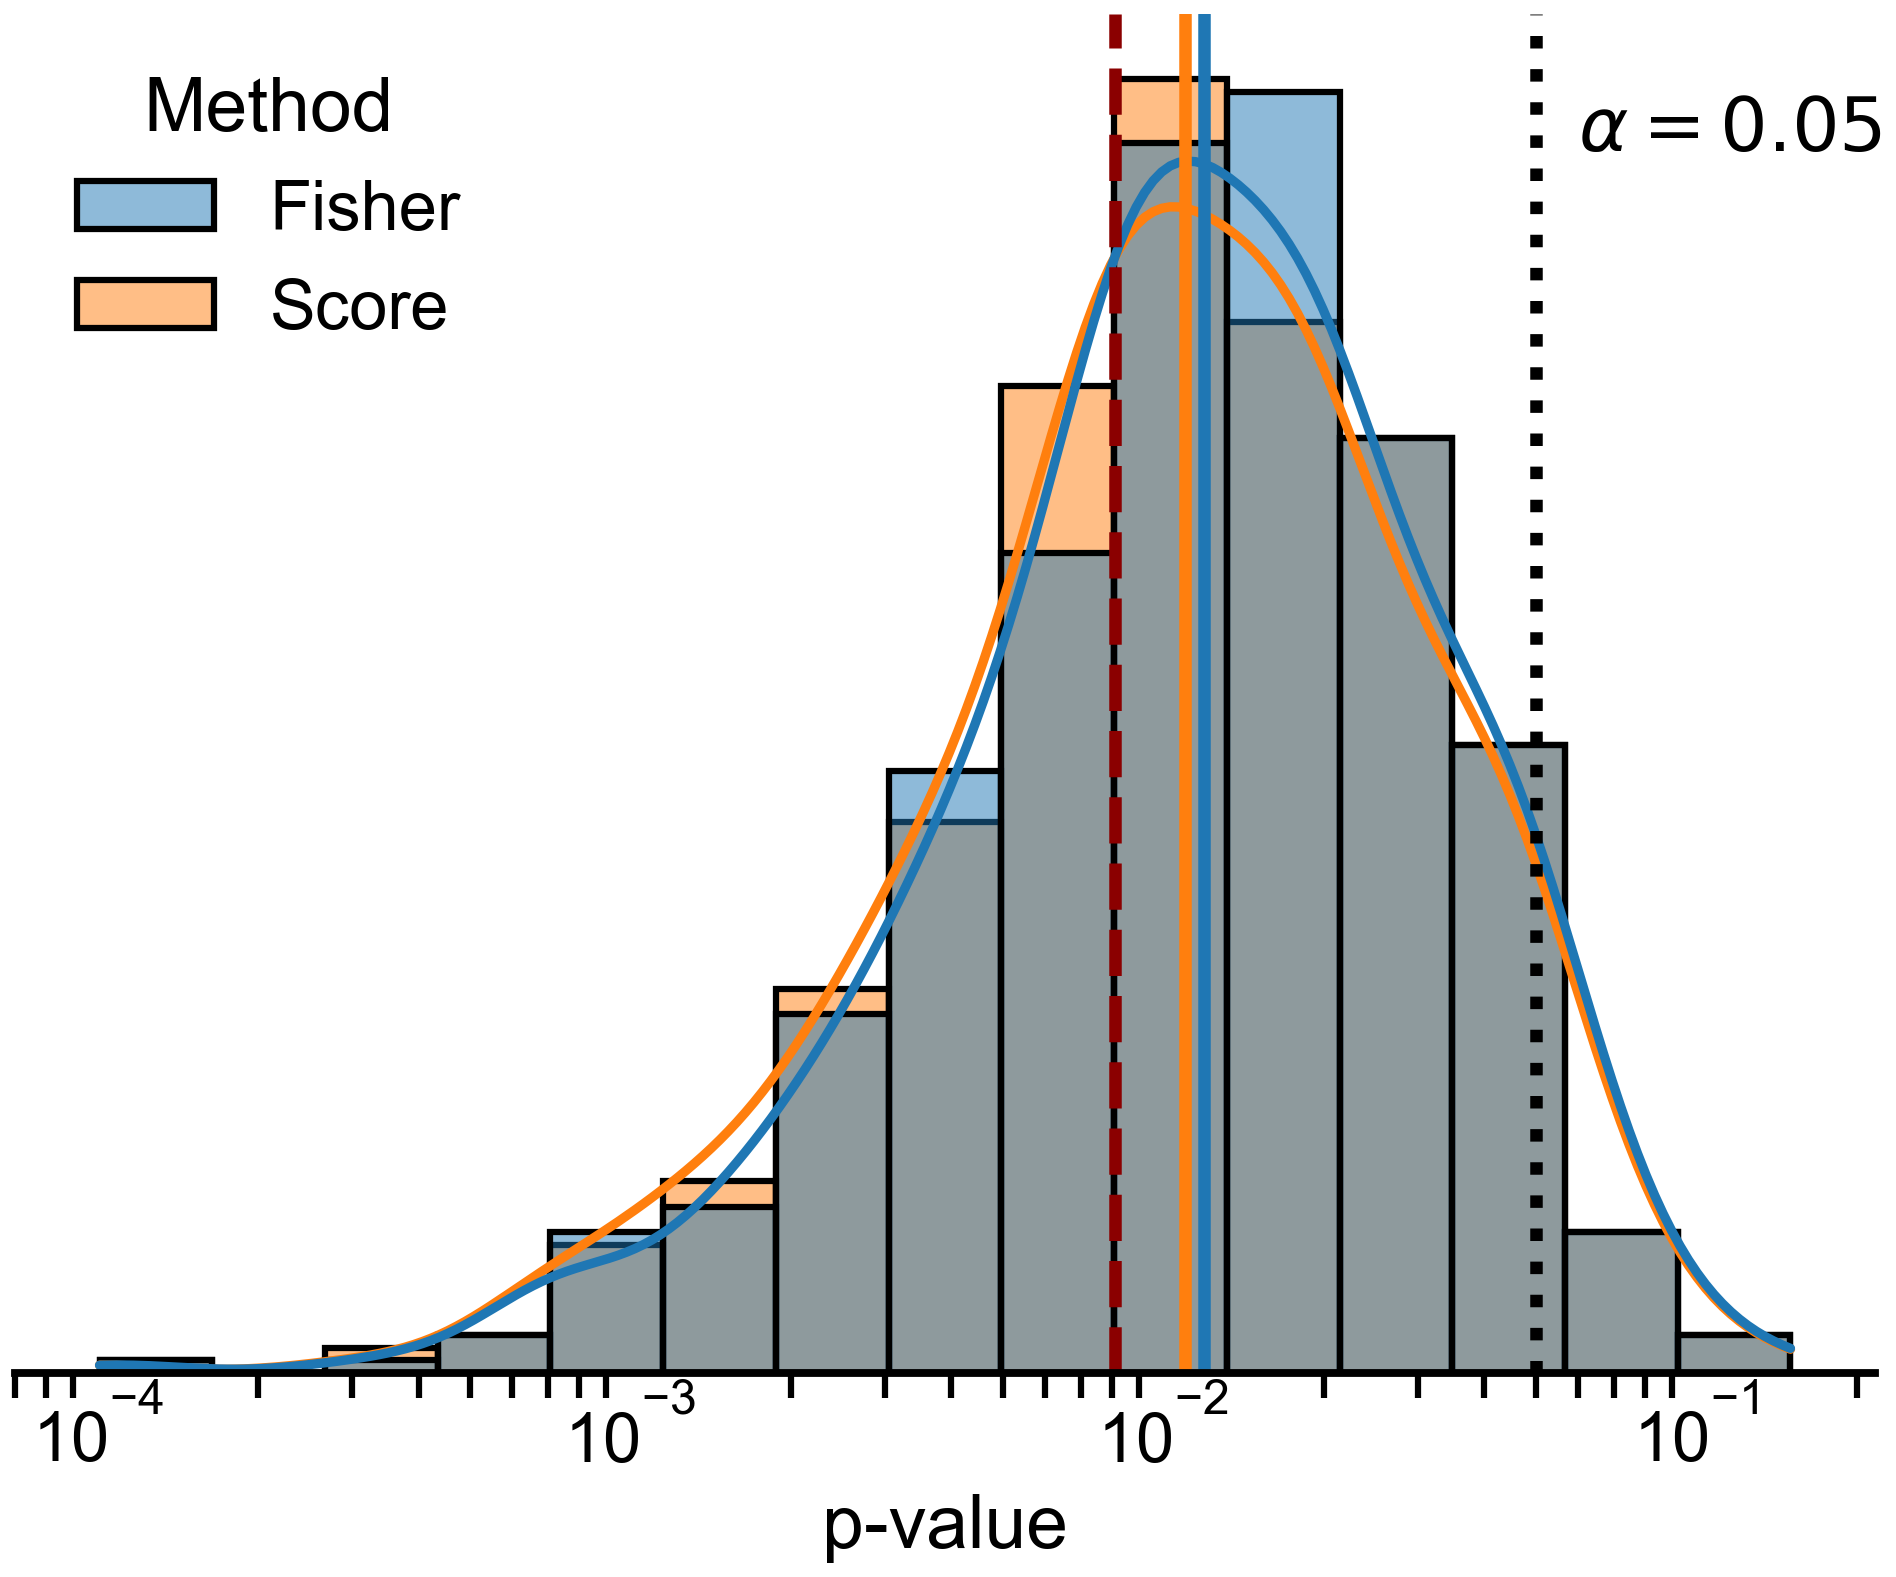 Method
Fisher
Score
α = 0.05
10⁻⁴ 10⁻³ 10⁻² 10⁻¹
p-value